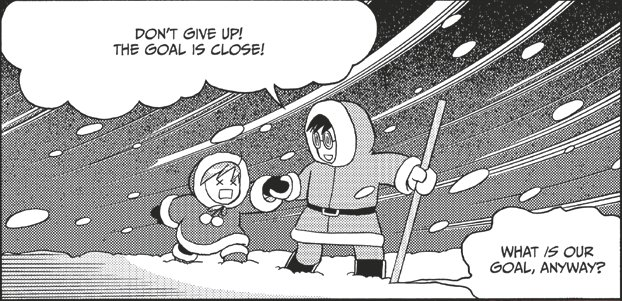 DON'T GIVE UP!
THE GOAL IS CLOSE!
WHAT IS OUR
GOAL, ANYWAY?